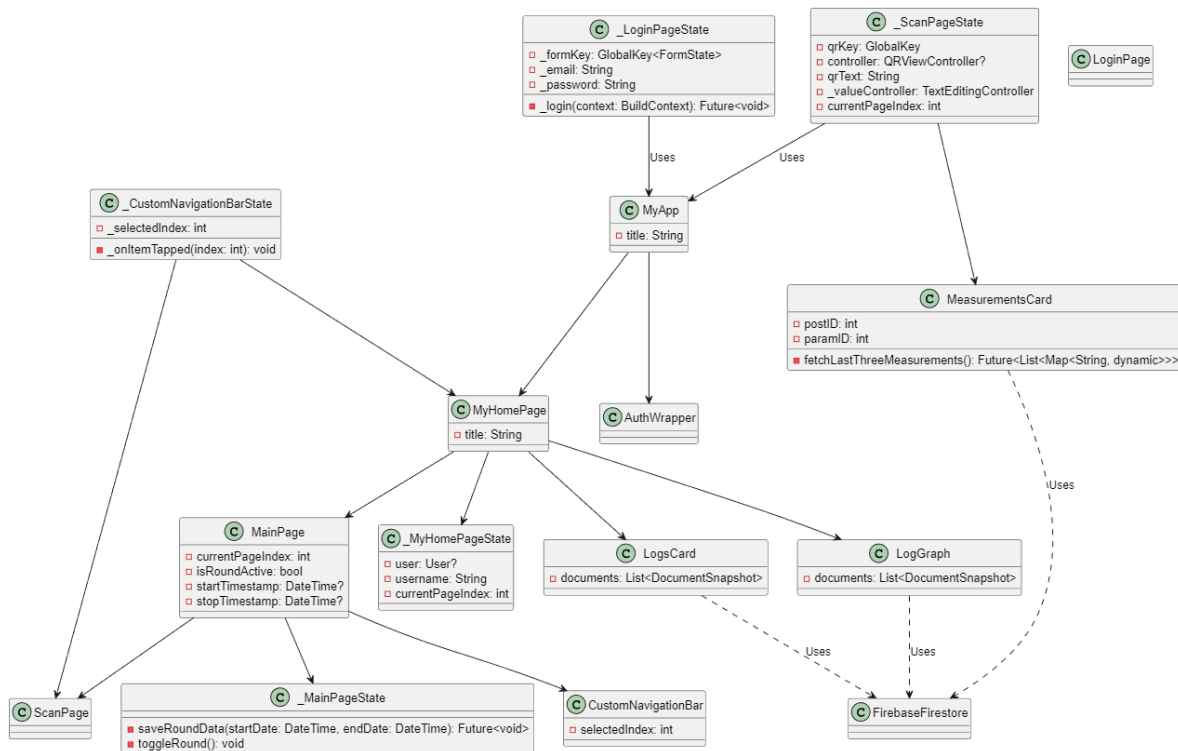 C _LoginPageState
_formKey: GlobalKey<FormState>
_email: String
_password: String
_login(context: BuildContext): Future<void>
C _ScanPageState
qrKey: GlobalKey
controller: QRViewController?
qrText: String
_valueController: TextEditingController
currentPageIndex: int
C LoginPage
Uses
Uses
C _CustomNavigationBarState
_selectedIndex: int
_onItemTapped(index: int): void
C MyApp
title: String
C MeasurementsCard
postID: int
paramID: int
fetchLastThreeMeasurements(): Future<List<Map<String, dynamic>>>
C MyHomePage
title: String
C AuthWrapper
Uses
C MainPage
currentPageIndex: int
isRoundActive: bool
startTimestamp: DateTime?
stopTimestamp: DateTime?
C _MyHomePageState
user: User?
username: String
currentPageIndex: int
C LogsCard
documents: List<DocumentSnapshot>
C LogGraph
documents: List<DocumentSnapshot>
Uses
Uses
C ScanPage
C _MainPageState
saveRoundData(startDate: DateTime, endDate: DateTime): Future<void>
toggleRound(): void
C CustomNavigationBar
selectedIndex: int
C FirebaseFirestore